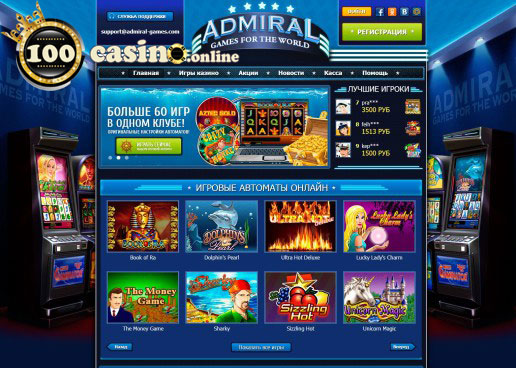 СЛУЖБА ПОДДЕРЖКИ
support@admiral-games.com
ADMIRAL
GAMES FOR THE WORLD
ВОЙТИ
РЕГИСТРАЦИЯ
100 casino.online
Главная
Игры казино
Акции
Новости
Касса
Помощь
БОЛЬШЕ 60 ИГР
В ОДНОМ КЛУБЕ!
ОРИГИНАЛЬНЫЕ НАСТРОЙКИ АВТОМАТОВ!
ИГРАТЬ СЕЙЧАС
AZTEC GOLD
ЛУЧШИЕ ИГРОКИ
7 pra***
3500 РУБ
8
1513 РУБ
9
1500 РУБ
ИГРОВЫЕ АВТОМАТЫ ОНЛАЙН
Book of Ra
Dolphin's Pearl
Ultra Hot Deluxe
Lucky Lady's Charm
The Money Game
Sharky
Sizzling Hot
Unicorn Magic
Назад
Показать все игры
Вперед